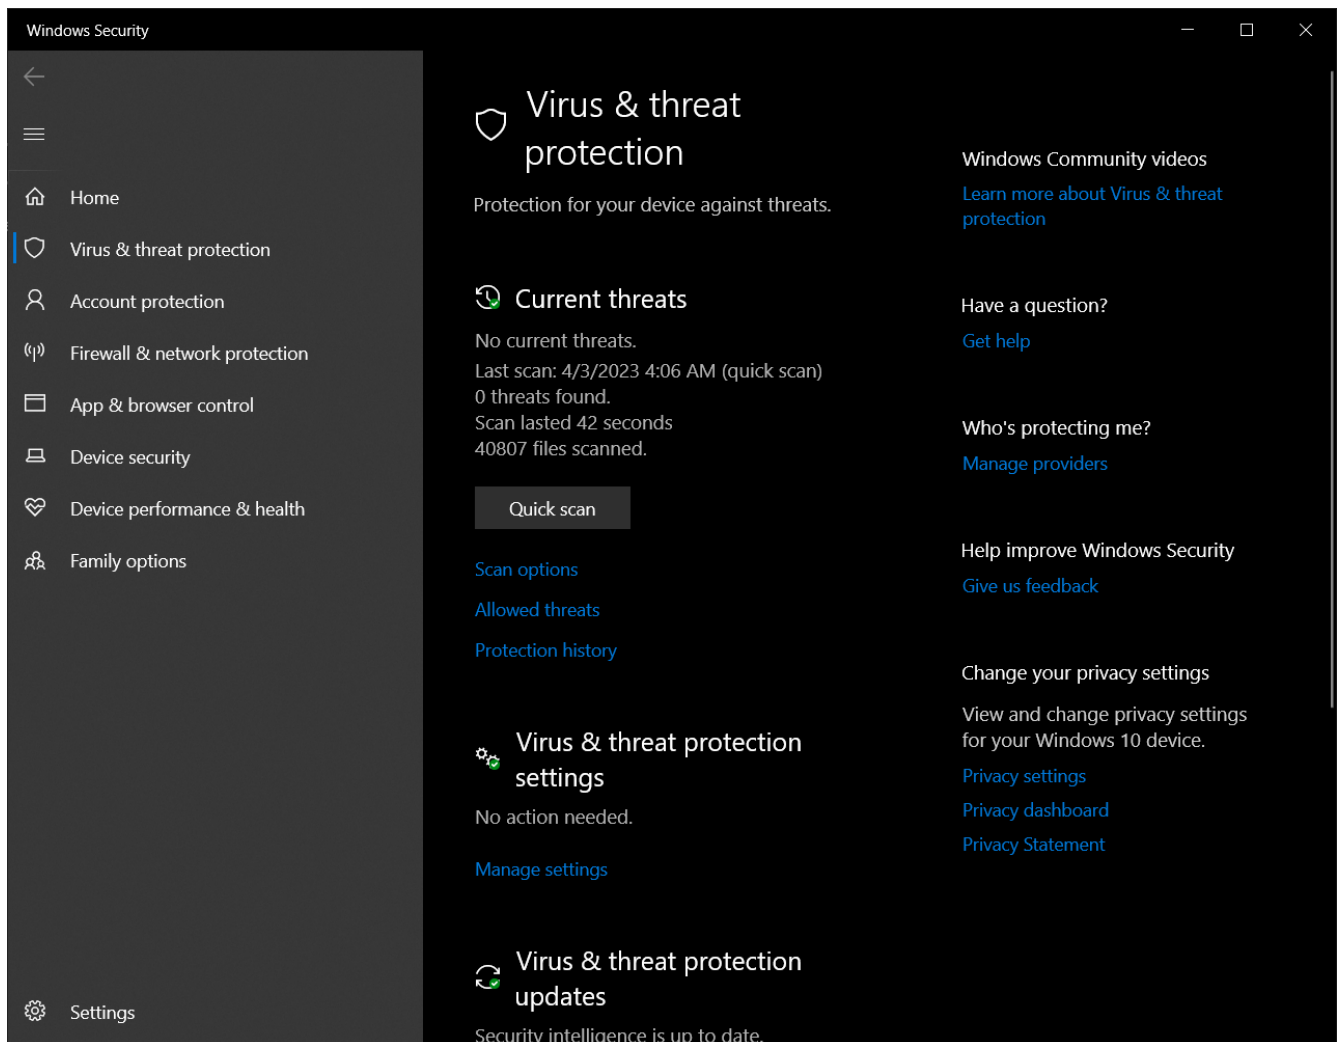 Windows Security
Home
Virus & threat protection
Account protection
Firewall & network protection
App & browser control
Device security
Device performance & health
Family options
Settings
Virus & threat
protection
Protection for your device against threats.
Current threats
No current threats.
Last scan: 4/3/2023 4:06 AM (quick scan)
0 threats found.
Scan lasted 42 seconds
40807 files scanned.
Quick scan
Scan options
Allowed threats
Protection history
Virus & threat protection
settings
No action needed.
Manage settings
Virus & threat protection
updates
Security intelligence is up to date.
Windows Community videos
Learn more about Virus & threat
protection
Have a question?
Get help
Who's protecting me?
Manage providers
Help improve Windows Security
Give us feedback
Change your privacy settings
View and change privacy settings
for your Windows 10 device.
Privacy settings
Privacy dashboard
Privacy Statement